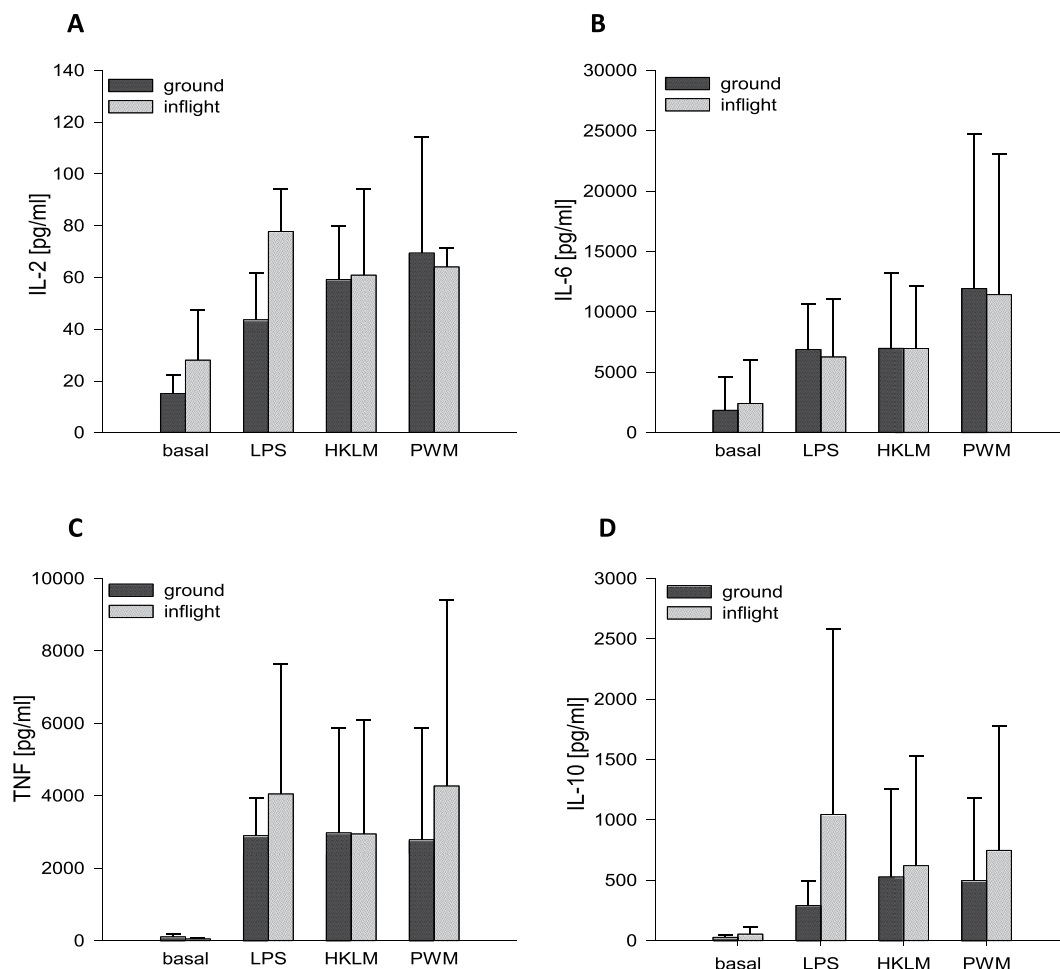 A
IL-2 [pg/ml]
140
120
100
80
60
40
20
0
ground
inflight
basal LPS HKLM PWM
B
IL-6 [pg/ml]
30000
25000
20000
15000
10000
5000
0
ground
inflight
basal LPS HKLM PWM
C
TNF [pg/ml]
10000
8000
6000
4000
2000
0
ground
inflight
basal LPS HKLM PWM
D
IL-10 [pg/ml]
3000
2500
2000
1500
1000
500
0
ground
inflight
basal LPS HKLM PWM